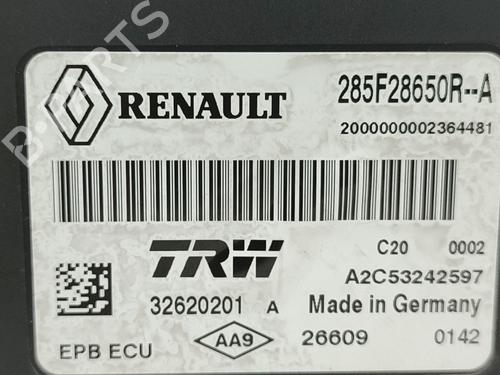 RENAULT
285F28650R--A
2000000002364481
TRW
C20 0002
A2C53242597
32620201 A
Made in Germany
EPB ECU
AA9
26609 0142
B-PARTS